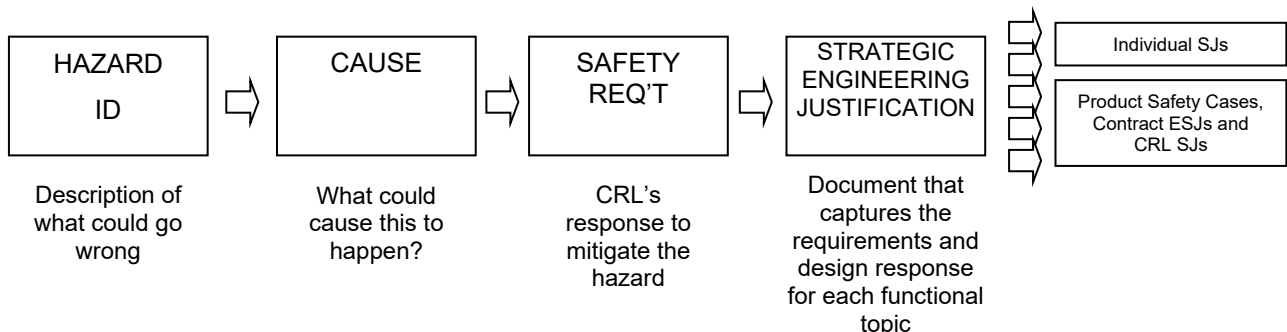 HAZARD
ID
CAUSE
SAFETY
REQ’T
STRATEGIC
ENGINEERING
JUSTIFICATION
Individual SJs
Product Safety Cases,
Contract ESJs and
CRL SJs
Description of
what could go
wrong
What could
cause this to
happen?
CRL’s
response to
mitigate the
hazard
Document that
captures the
requirements and
design response
for each functional
topic